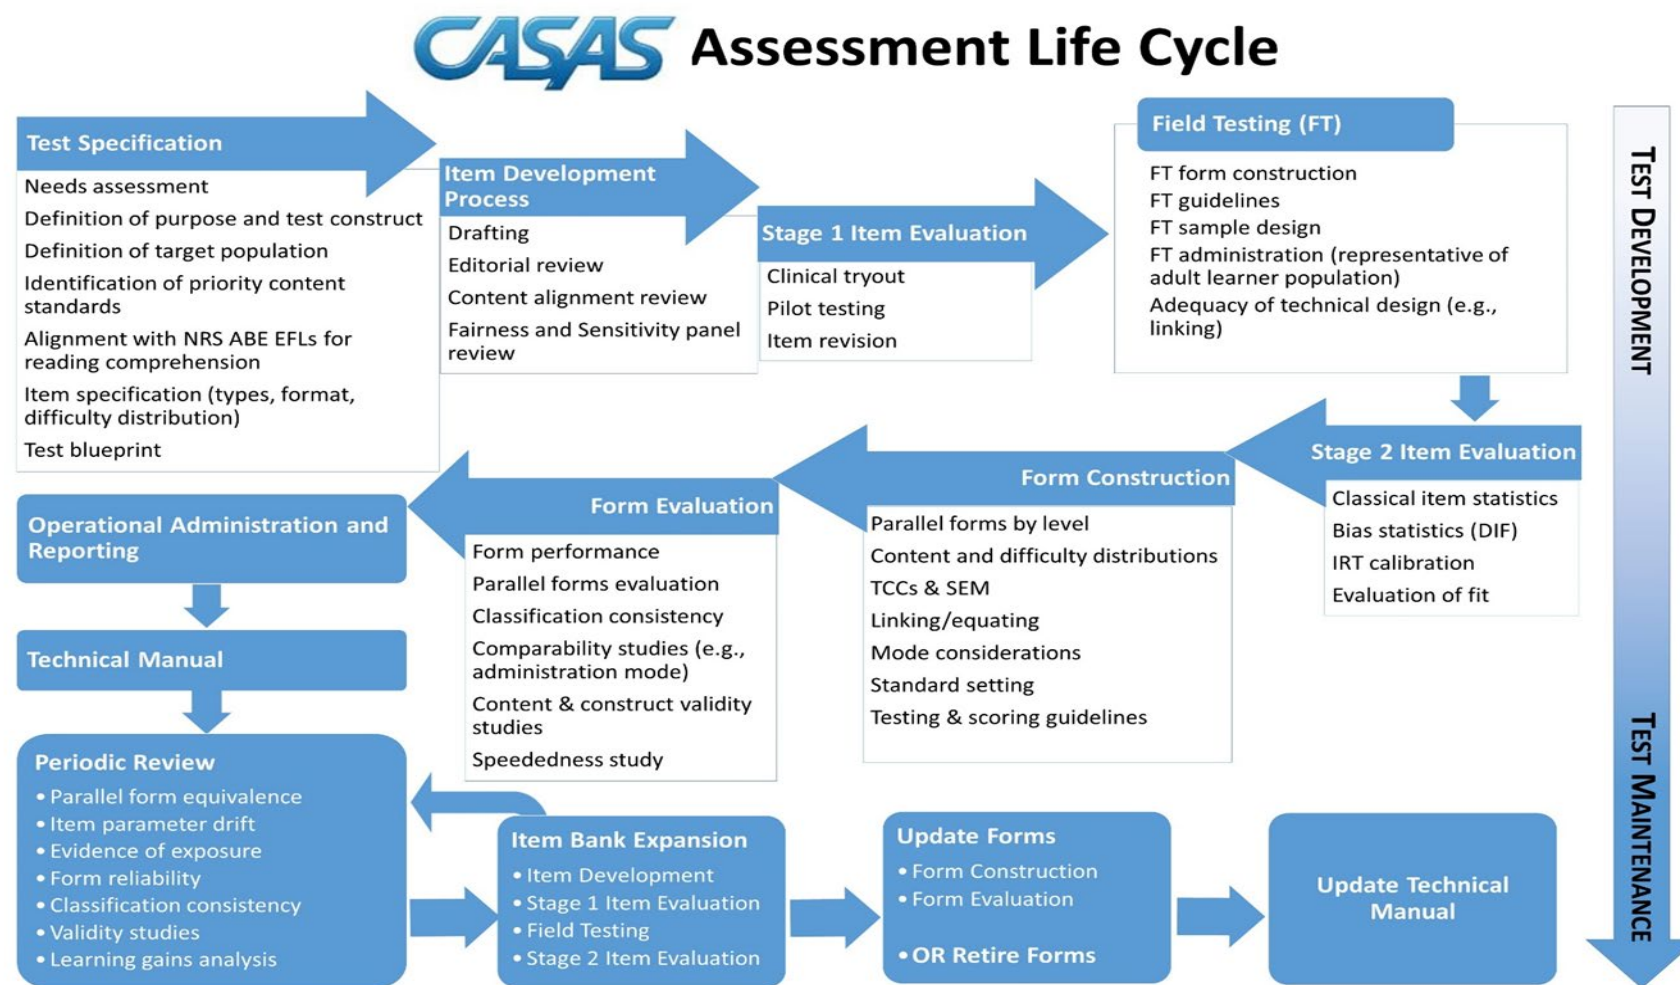 CASAS Assessment Life Cycle
Test Specification
Needs assessment
Definition of purpose and test construct
Definition of target population
Identification of priority content
standards
Alignment with NRS ABE EFLs for
reading comprehension
Item specification (types, format,
difficulty distribution)
Test blueprint
Item Development
Process
Drafting
Editorial review
Content alignment review
Fairness and Sensitivity panel
review
Stage 1 Item Evaluation
Clinical tryout
Pilot testing
Item revision
Field Testing (FT)
FT form construction
FT guidelines
FT sample design
FT administration (representative of
adult learner population)
Adequacy of technical design (e.g.,
linking)
Stage 2 Item Evaluation
Classical item statistics
Bias statistics (DIF)
IRT calibration
Evaluation of fit
Form Construction
Parallel forms by level
Content and difficulty distributions
TCCs & SEM
Linking/equating
Mode considerations
Standard setting
Testing & scoring guidelines
Form Evaluation
Form performance
Parallel forms evaluation
Classification consistency
Comparability studies (e.g.,
administration mode)
Content & construct validity
studies
Speededness study
Operational Administration and
Reporting
Technical Manual
Periodic Review
• Parallel form equivalence
• Item parameter drift
• Evidence of exposure
• Form reliability
• Classification consistency
• Validity studies
• Learning gains analysis
Item Bank Expansion
• Item Development
• Stage 1 Item Evaluation
• Field Testing
• Stage 2 Item Evaluation
Update Forms
• Form Construction
• Form Evaluation
• OR Retire Forms
Update Technical
Manual
TEST DEVELOPMENT
TEST MAINTENANCE